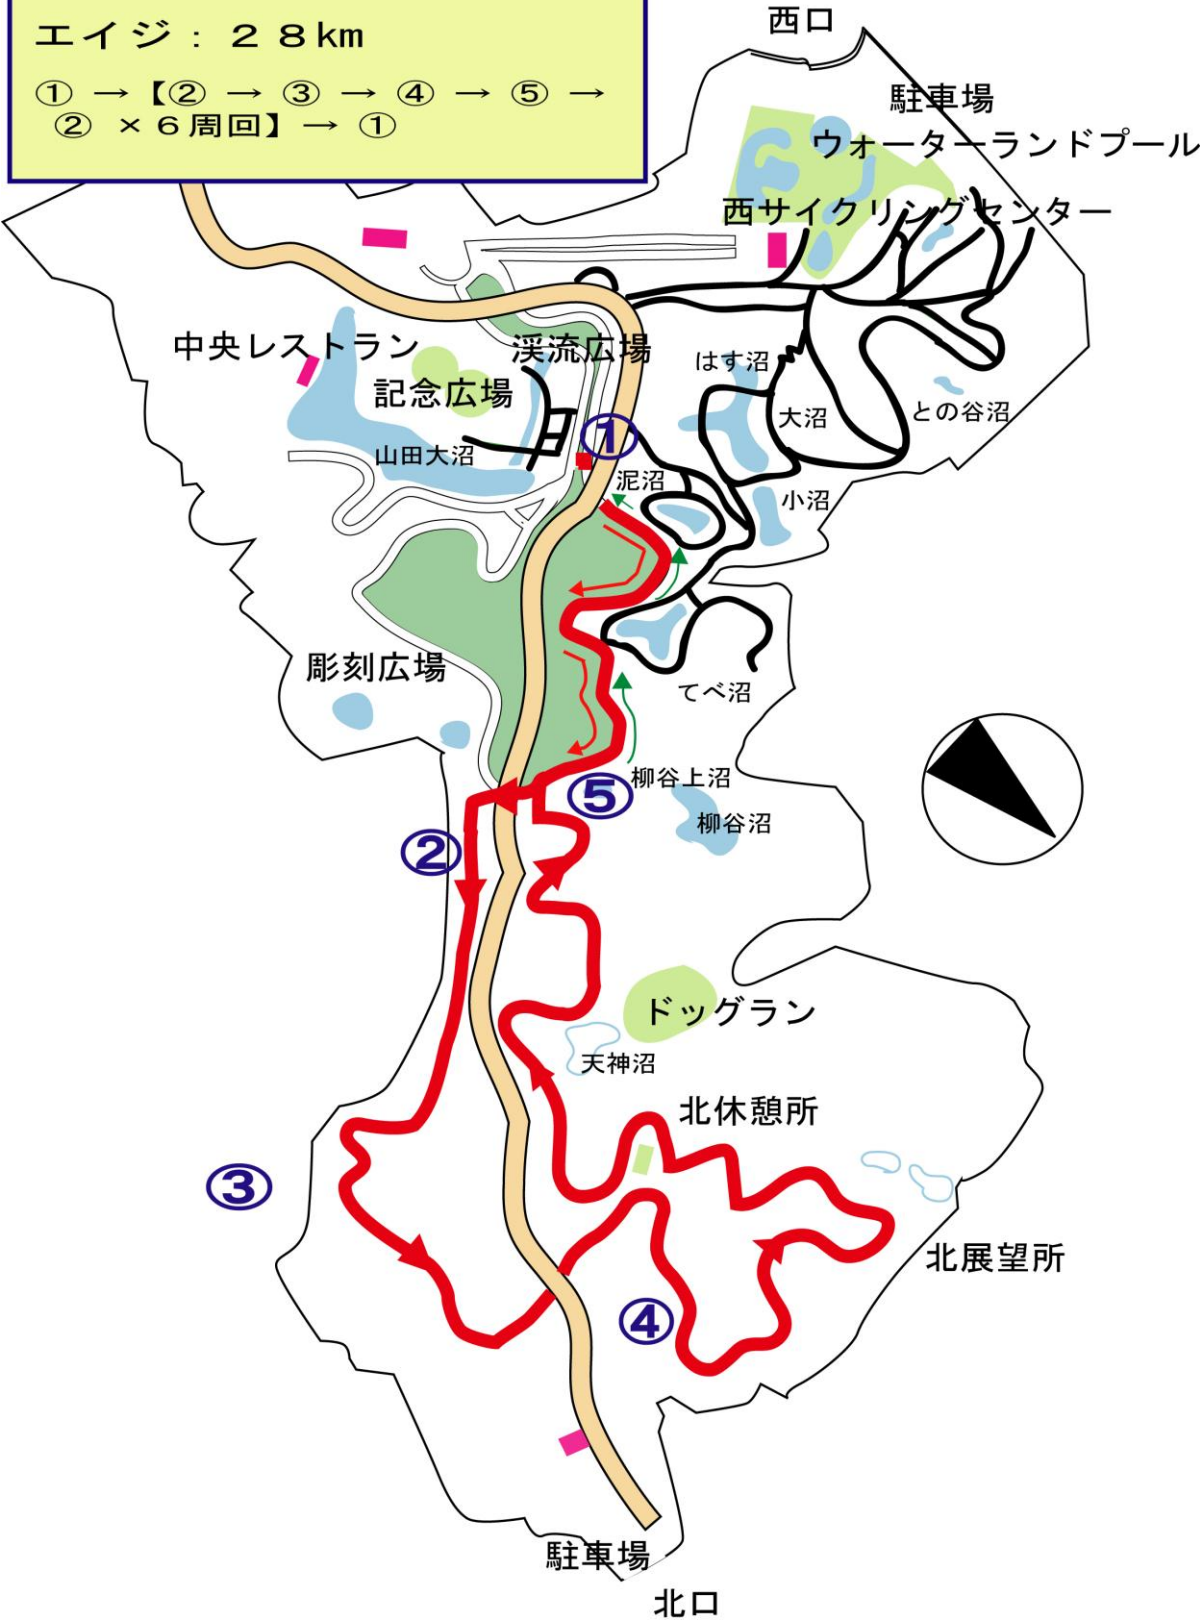 エイジ：２８km
① → 【② → ③ → ④ → ⑤ →
② ×６周回】→ ①
西口
駐車場
ウォーターランドプール
西サイクリングセンター
中央レストラン
渓流広場
はす沼
記念広場
大沼
との谷沼
①
山田大沼
泥沼
小沼
彫刻広場
てべ沼
柳谷上沼
⑤
柳谷沼
②
ドッグラン
天神沼
北休憩所
③
北展望所
④
駐車場
北口